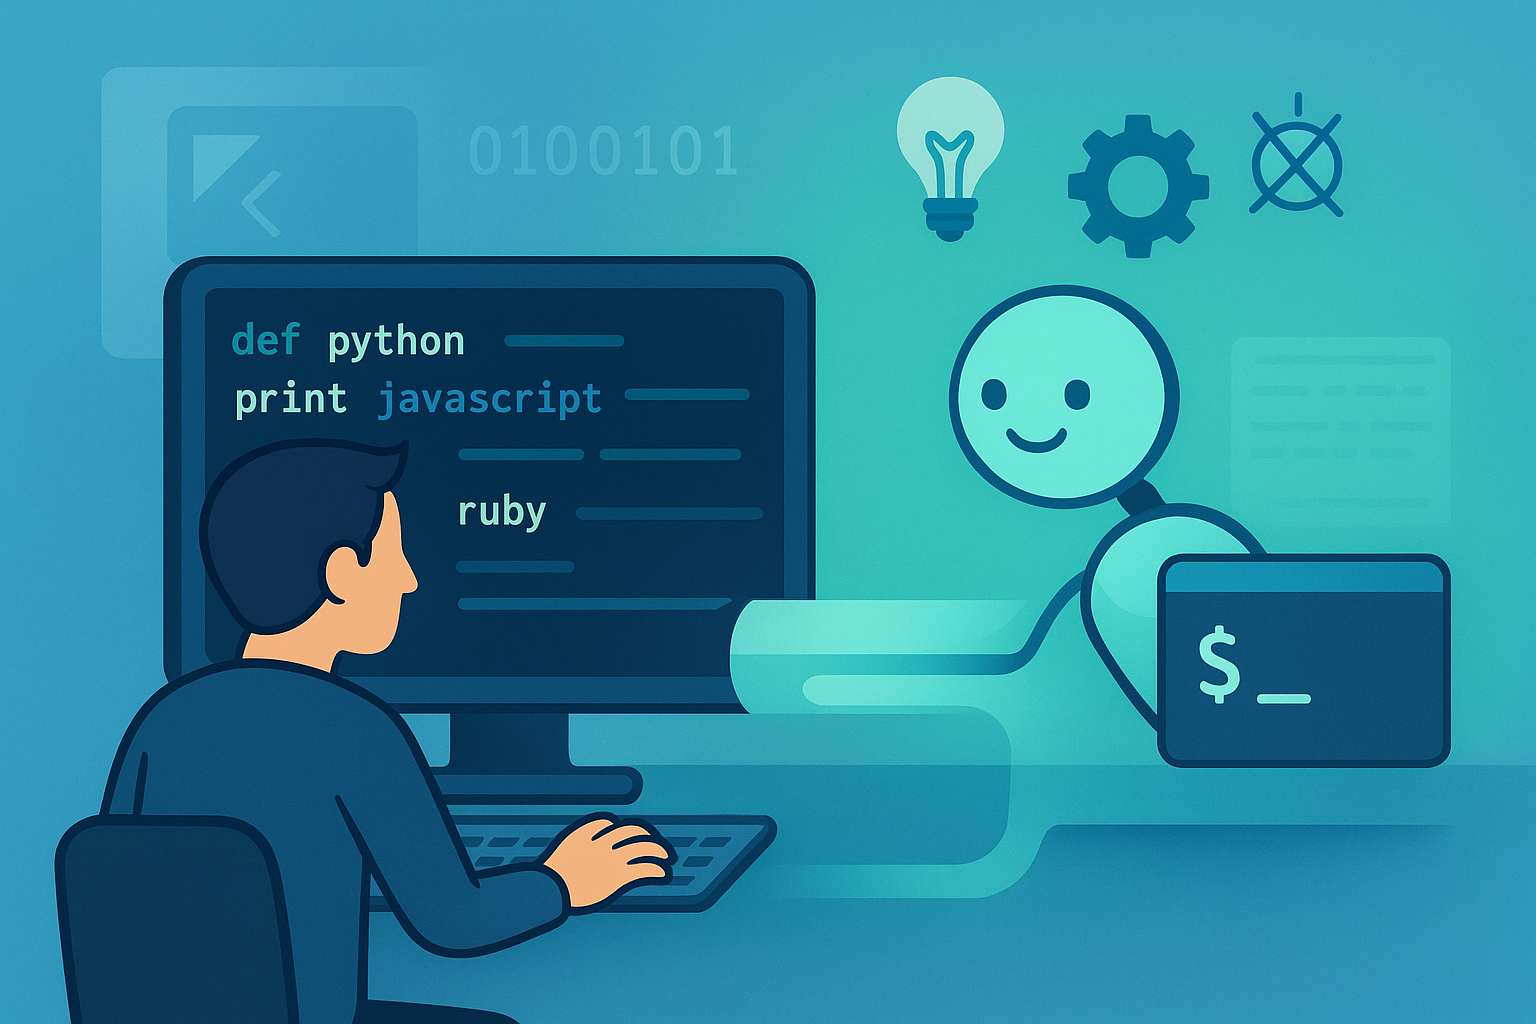 0100101
def python
print javascript
ruby
$_